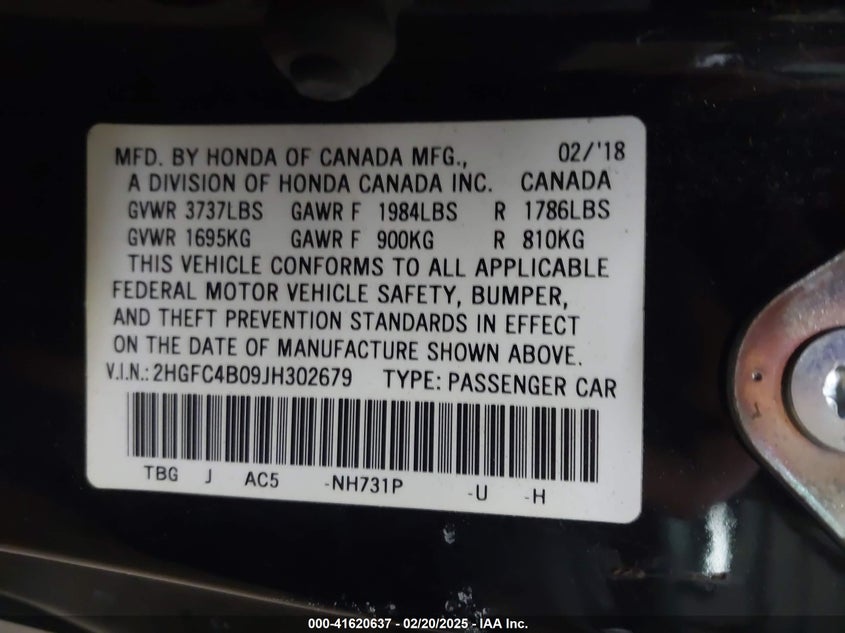 MFD. BY HONDA OF CANADA MFG., 02/'18
A DIVISION OF HONDA CANADA INC. CANADA
GVWR 3737LBS GAWR F 1984LBS R 1786LBS
GVWR 1695KG GAWR F 900KG R 810KG
THIS VEHICLE CONFORMS TO ALL APPLICABLE
FEDERAL MOTOR VEHICLE SAFETY, BUMPER,
AND THEFT PREVENTION STANDARDS IN EFFECT
ON THE DATE OF MANUFACTURE SHOWN ABOVE.
V.I.N.: 2HGFC4B09JH302679 TYPE: PASSENGER CAR
TBG J AC5 -NH731P -U -H
000-41620637 - 02/20/2025 - IAA Inc.